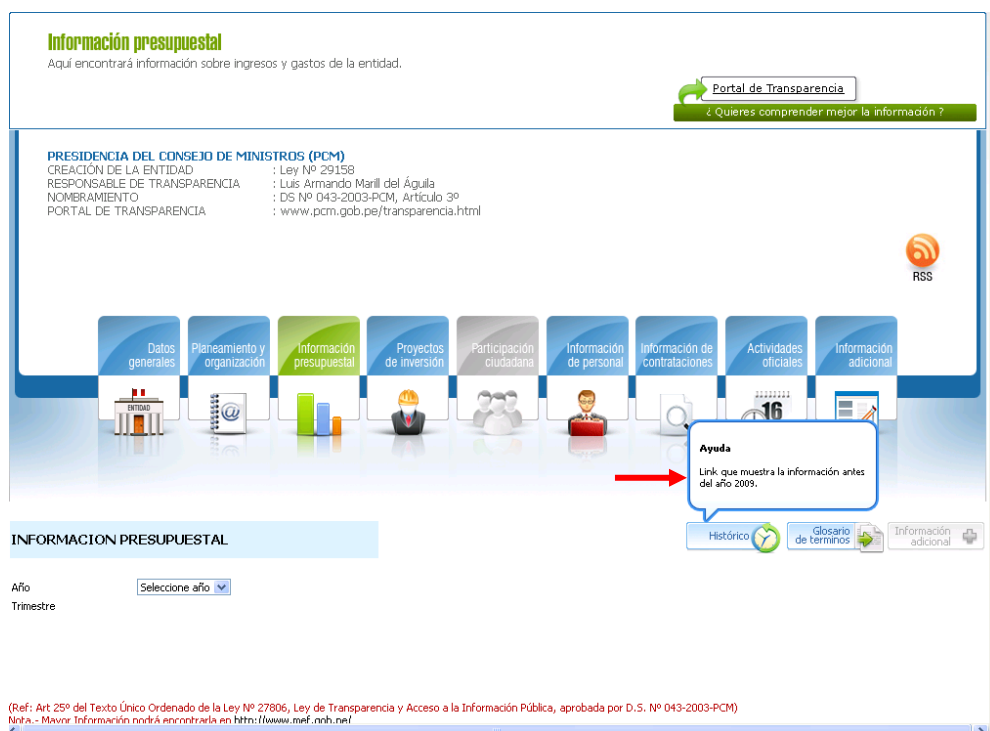 Información presupuestal
Aquí encontrará información sobre ingresos y gastos de la entidad.
Portal de Transparencia
¿ Quieres comprender mejor la información ?
PRESIDENCIA DEL CONSEJO DE MINISTROS (PCM)
CREACIÓN DE LA ENTIDAD : Ley Nº 29158
RESPONSABLE DE TRANSPARENCIA : Luis Armando Marill del Águila
NOMBRAMIENTO : DS Nº 043-2003-PCM, Artículo 3º
PORTAL DE TRANSPARENCIA : www.pcm.gob.pe/transparencia.html
RSS
Datos generales
Planeamiento y organización
Información presupuestal
Proyectos de inversión
Participación ciudadana
Información de personal
Información de contrataciones
Actividades oficiales
Información adicional
ENTIDAD
@
16
Ayuda
Link que muestra la información antes
del año 2009.
INFORMACION PRESUPUESTAL
Histórico
Glosario de terminos
Información adicional
Año Seleccione año
Trimestre
(Ref: Art 25º del Texto Único Ordenado de la Ley Nº 27806, Ley de Transparencia y Acceso a la Información Pública, aprobada por D.S. Nº 043-2003-PCM)
Nota.- Mayor Información podrá encontrarla en http://www.mef.gob.pe/